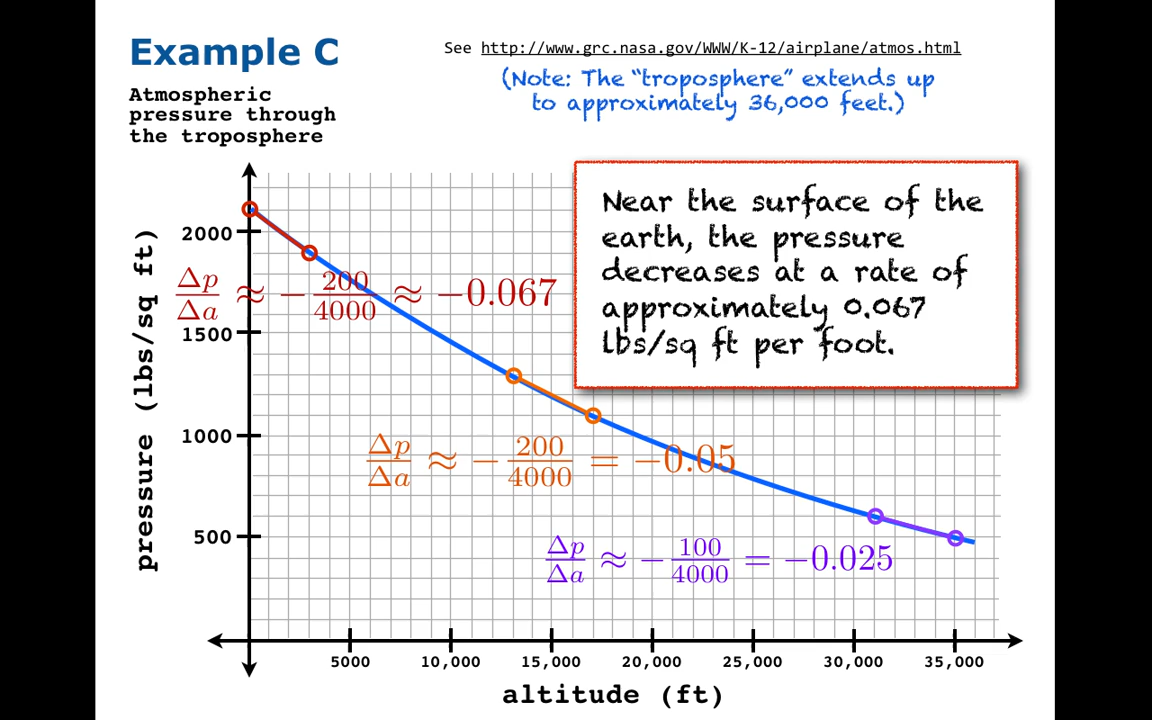 Example C
See http://www.grc.nasa.gov/WWW/K-12/airplane/atmos.html
(Note: The "troposphere" extends up
to approximately 36,000 feet.)
Atmospheric
pressure through
the troposphere
Near the surface of the
earth, the pressure
decreases at a rate of
approximately 0.067
lbs/sq ft per foot.
pressure (lbs/sq ft)
2000
1500
1000
500
Δp/Δa ≈ −200/4000 ≈ −0.067
Δp/Δa ≈ −200/4000 = −0.05
Δp/Δa ≈ −100/4000 = −0.025
5000 10,000 15,000 20,000 25,000 30,000 35,000
altitude (ft)